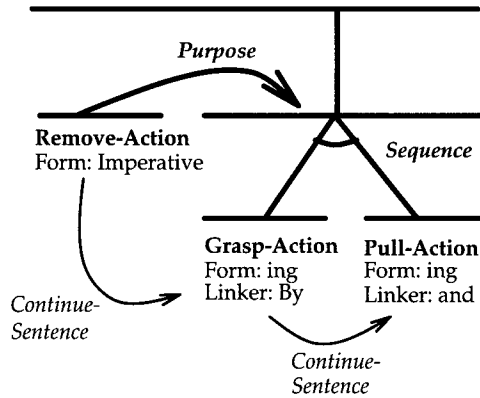 Purpose
Remove-Action
Form: Imperative
Sequence
Grasp-Action
Form: ing
Linker: By
Pull-Action
Form: ing
Linker: and
Continue-
Sentence
Continue-
Sentence